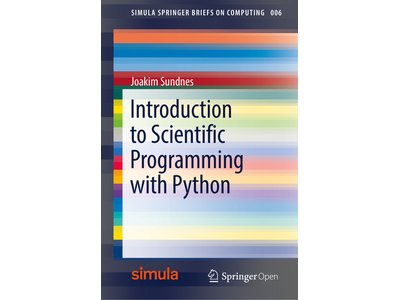 SIMULA SPRINGER BRIEFS ON COMPUTING 006
Joakim Sundnes
Introduction
to Scientific
Programming
with Python
simula
Springer Open